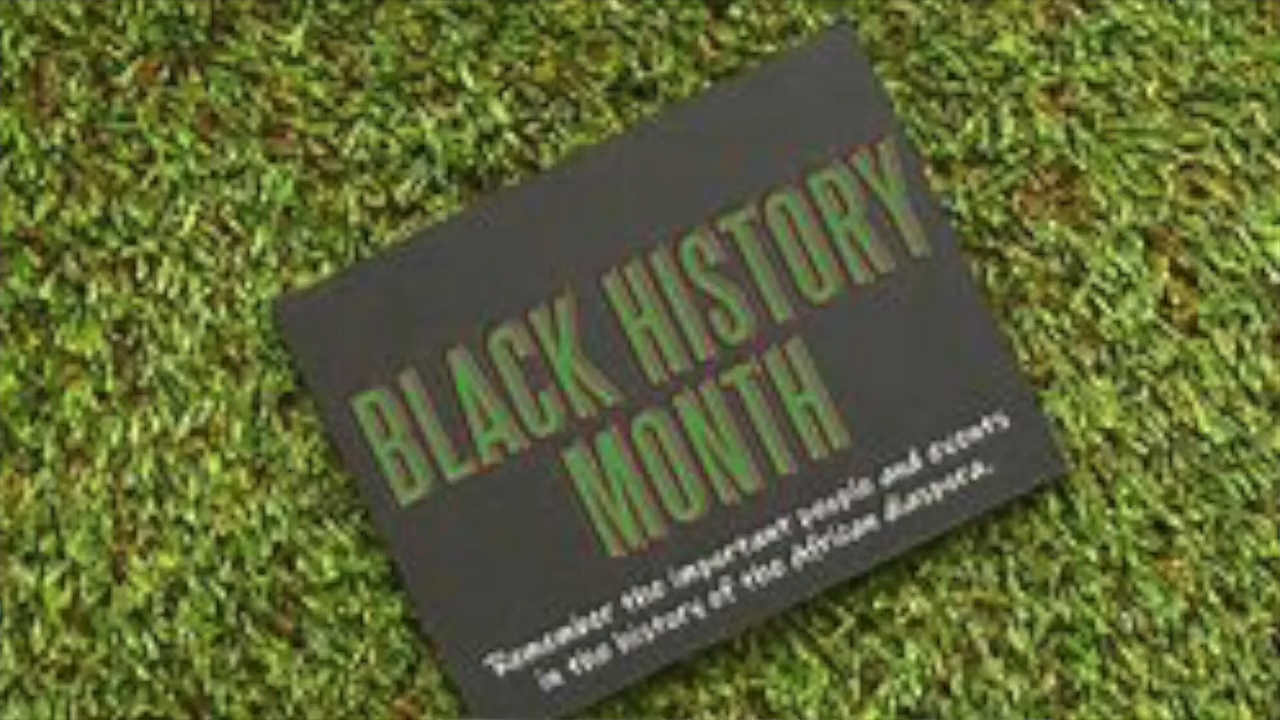 BLACK HISTORY
MONTH
Remember the important people and events
in the history of the African diaspora.